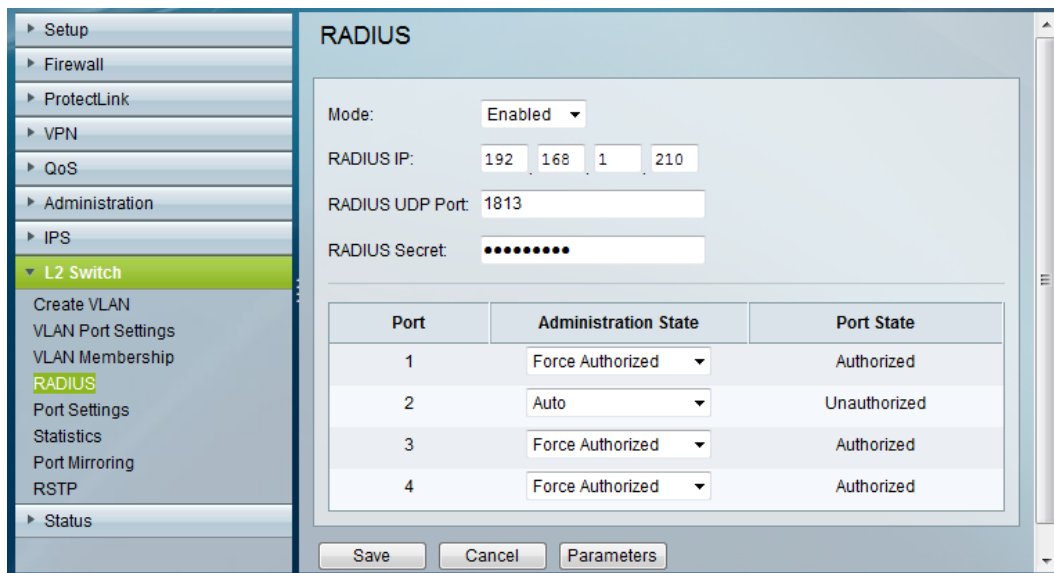 Setup
Firewall
ProtectLink
VPN
QoS
Administration
IPS
L2 Switch
Create VLAN
VLAN Port Settings
VLAN Membership
RADIUS
Port Settings
Statistics
Port Mirroring
RSTP
Status
RADIUS
Mode: Enabled
RADIUS IP: 192 . 168 . 1 . 210
RADIUS UDP Port: 1813
RADIUS Secret: •••••••••
Port Administration State Port State
1 Force Authorized Authorized
2 Auto Unauthorized
3 Force Authorized Authorized
4 Force Authorized Authorized
Save Cancel Parameters